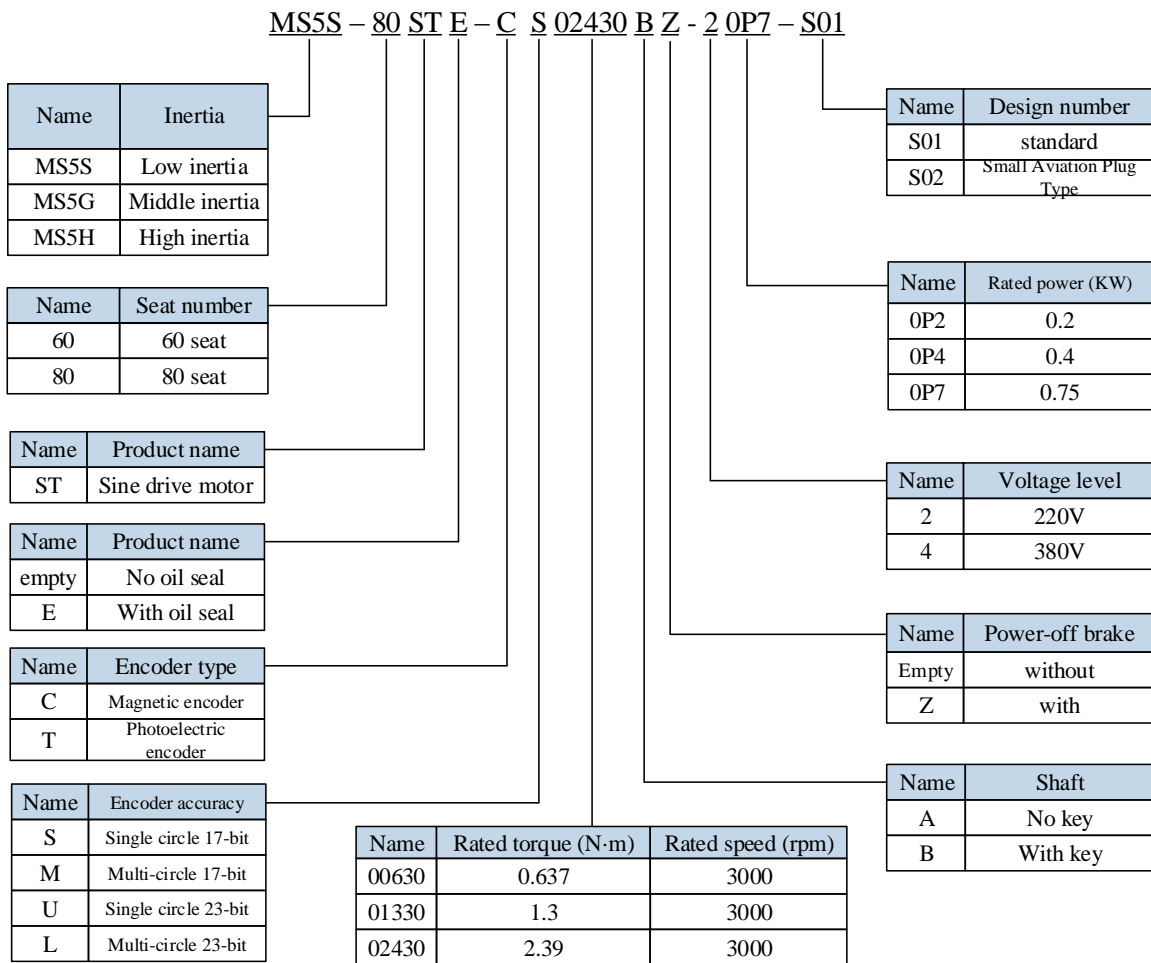 MS5S – 80 ST E – C S 02430 B Z - 2 0P7 – S01
Name Inertia
MS5S Low inertia
MS5G Middle inertia
MS5H High inertia
Name Seat number
60 60 seat
80 80 seat
Name Product name
ST Sine drive motor
Name Product name
empty No oil seal
E With oil seal
Name Encoder type
C Magnetic encoder
T Photoelectric
encoder
Name Encoder accuracy
S Single circle 17-bit
M Multi-circle 17-bit
U Single circle 23-bit
L Multi-circle 23-bit
Name Rated torque (N·m) Rated speed (rpm)
00630 0.637 3000
01330 1.3 3000
02430 2.39 3000
Name Design number
S01 standard
S02 Small Aviation Plug
Type
Name Rated power (KW)
0P2 0.2
0P4 0.4
0P7 0.75
Name Voltage level
2 220V
4 380V
Name Power-off brake
Empty without
Z with
Name Shaft
A No key
B With key